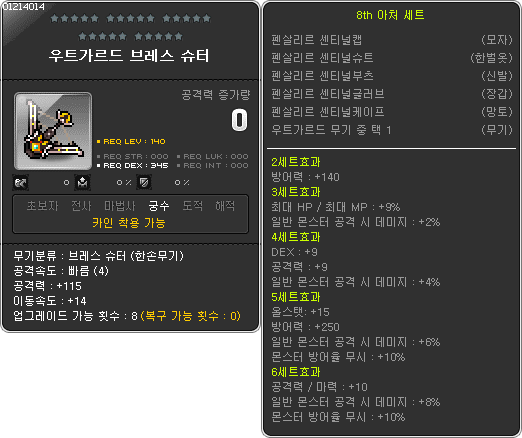 01214014
우트가르드 브레스 슈터
공격력 증가량
0
REQ LEV : 140
REQ STR : 000
REQ LUK : 000
REQ DEX : 345
REQ INT : 000
0
0 %
0 %
초보자 전사 마법사 궁수 도적 해적
카인 착용 가능
무기분류 : 브레스 슈터 (한손무기)
공격속도 : 빠름 (4)
공격력 : +115
이동속도 : +14
업그레이드 가능 횟수 : 8 (복구 가능 횟수 : 0)
8th 아처 세트
펜살리르 센티널캡 (모자)
펜살리르 센티널슈트 (한벌옷)
펜살리르 센티널부츠 (신발)
펜살리르 센티널글러브 (장갑)
펜살리르 센티널케이프 (망토)
우트가르드 무기 중 택 1 (무기)
2세트효과
방어력 : +140
3세트효과
최대 HP / 최대 MP : +9%
일반 몬스터 공격 시 데미지 : +2%
4세트효과
DEX : +9
공격력 : +9
일반 몬스터 공격 시 데미지 : +4%
5세트효과
올스탯: +15
방어력 : +250
일반 몬스터 공격 시 데미지 : +6%
몬스터 방어율 무시 : +10%
6세트효과
공격력 / 마력 : +10
일반 몬스터 공격 시 데미지 : +8%
몬스터 방어율 무시 : +10%